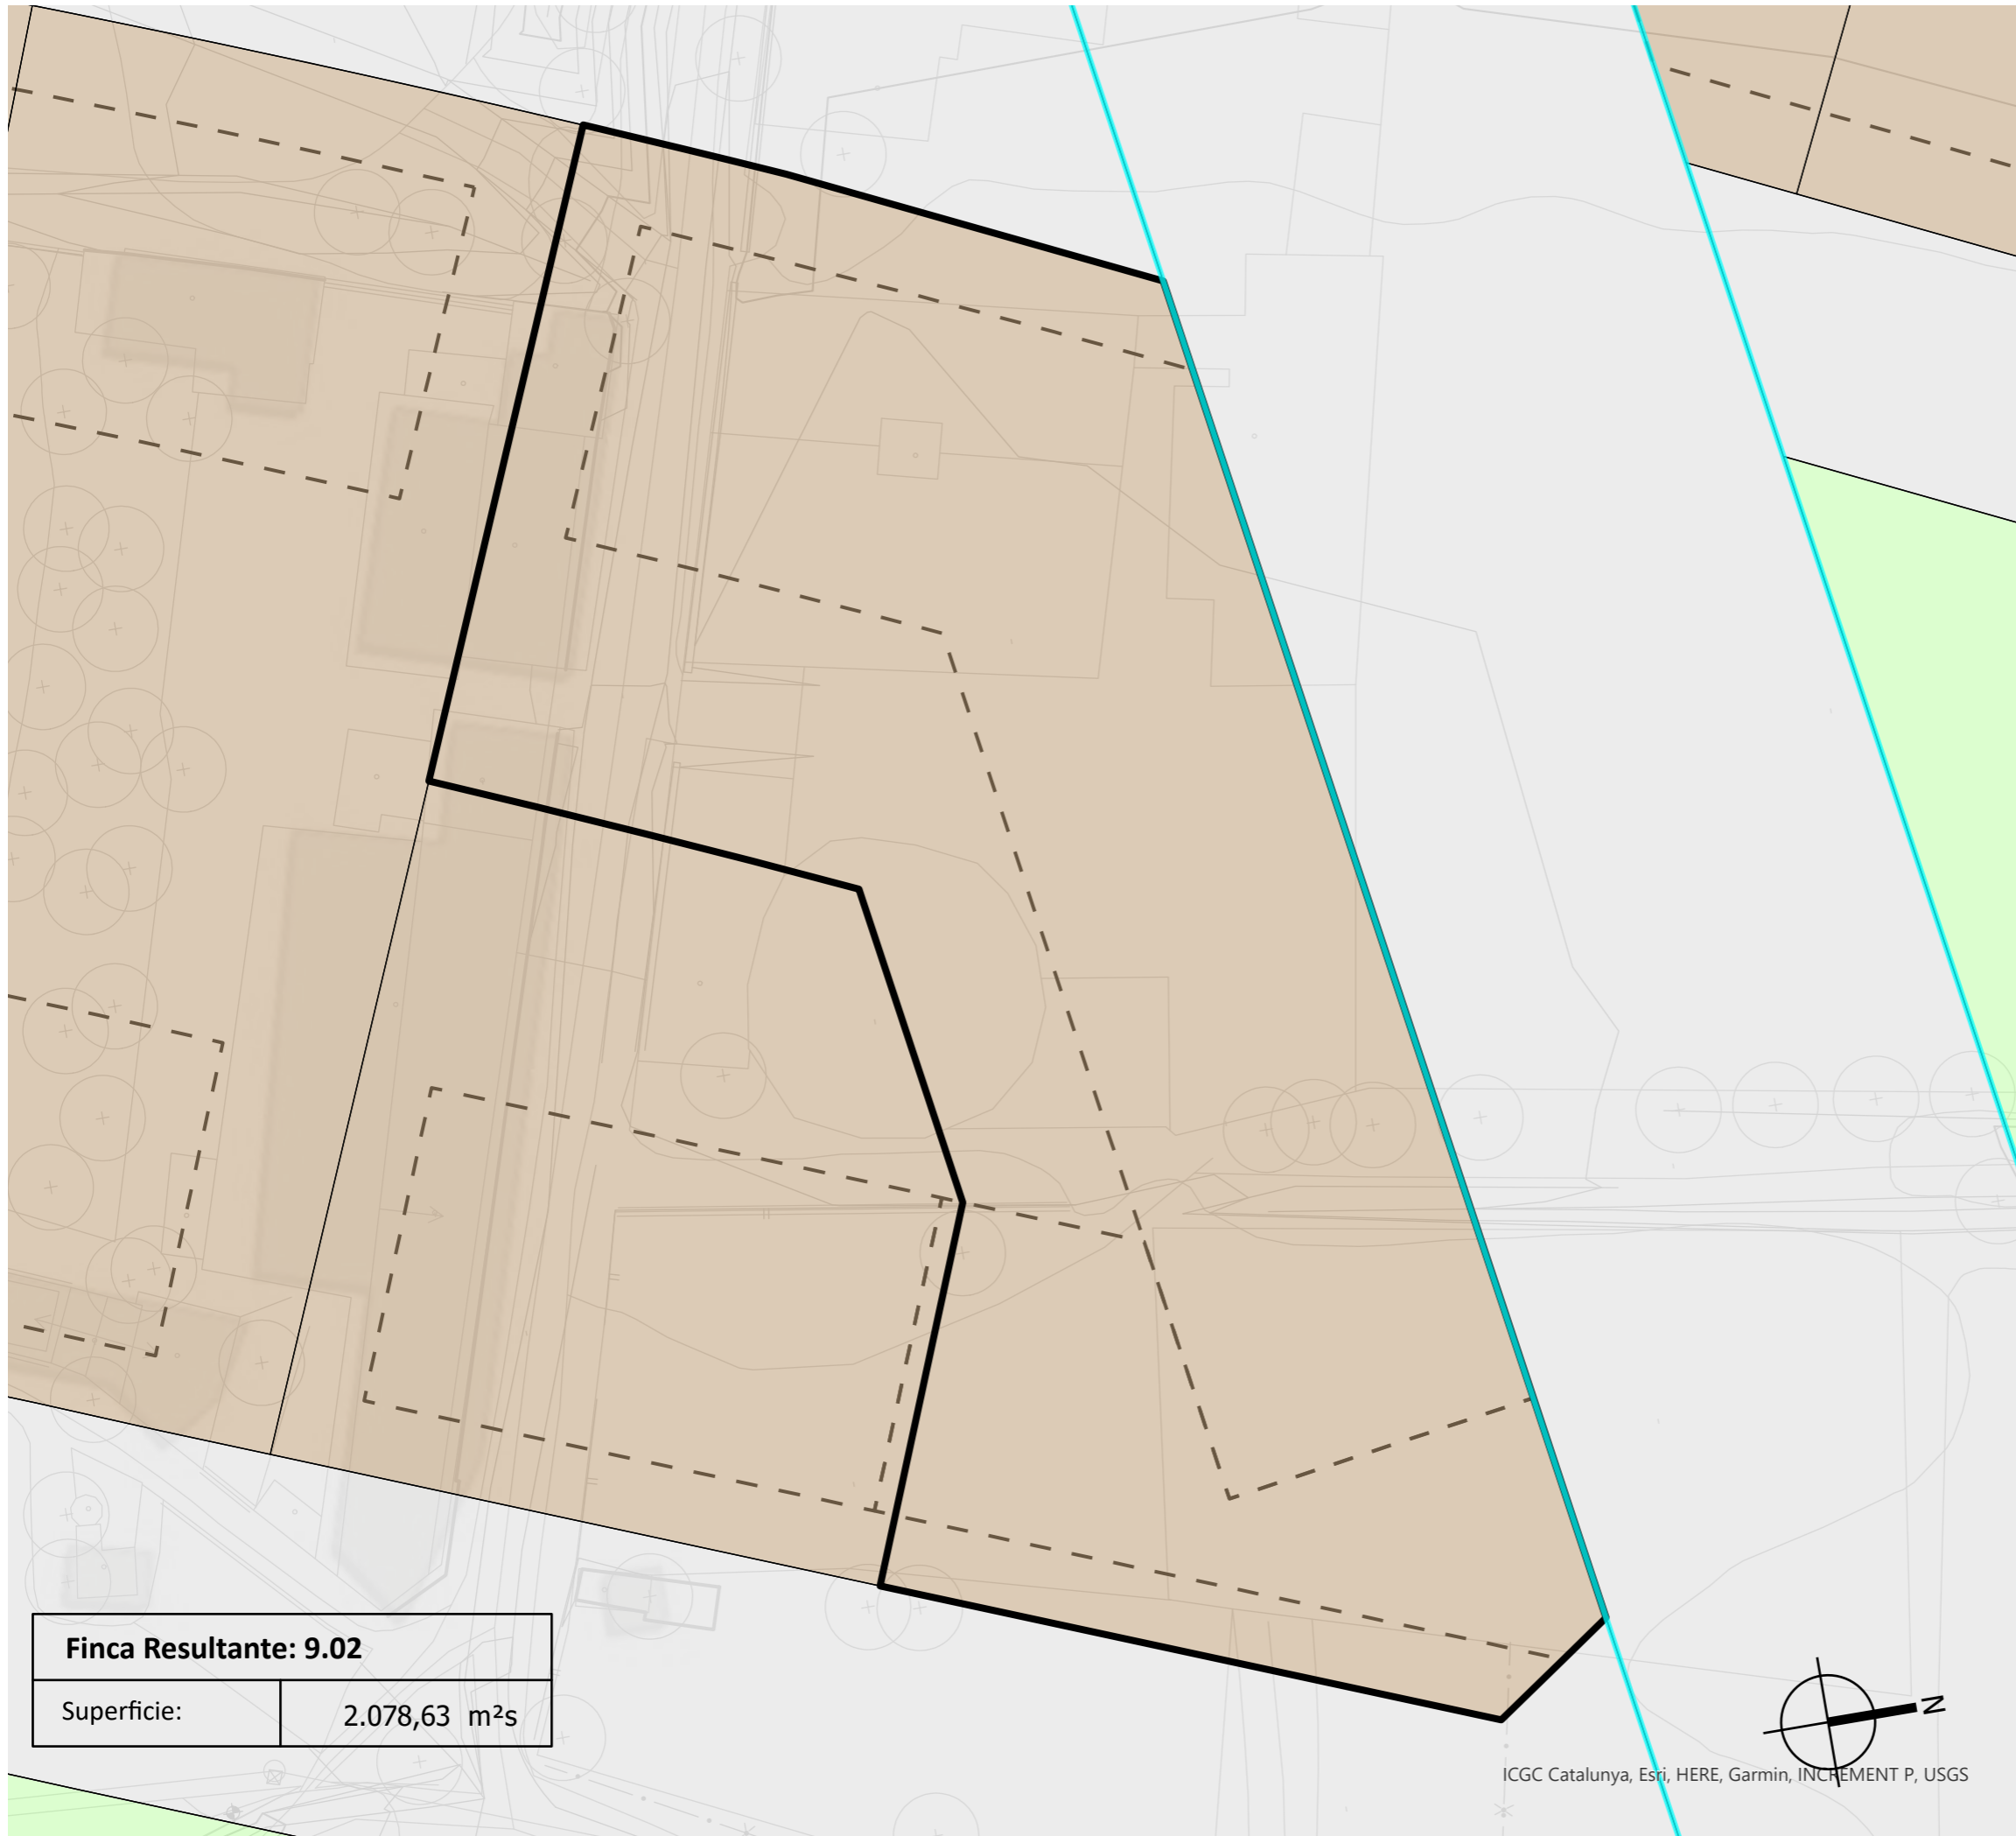 Finca Resultante: 9.02
Superficie: 2.078,63 m²s
N
ICGC Catalunya, Esri, HERE, Garmin, INCREMENT P, USGS